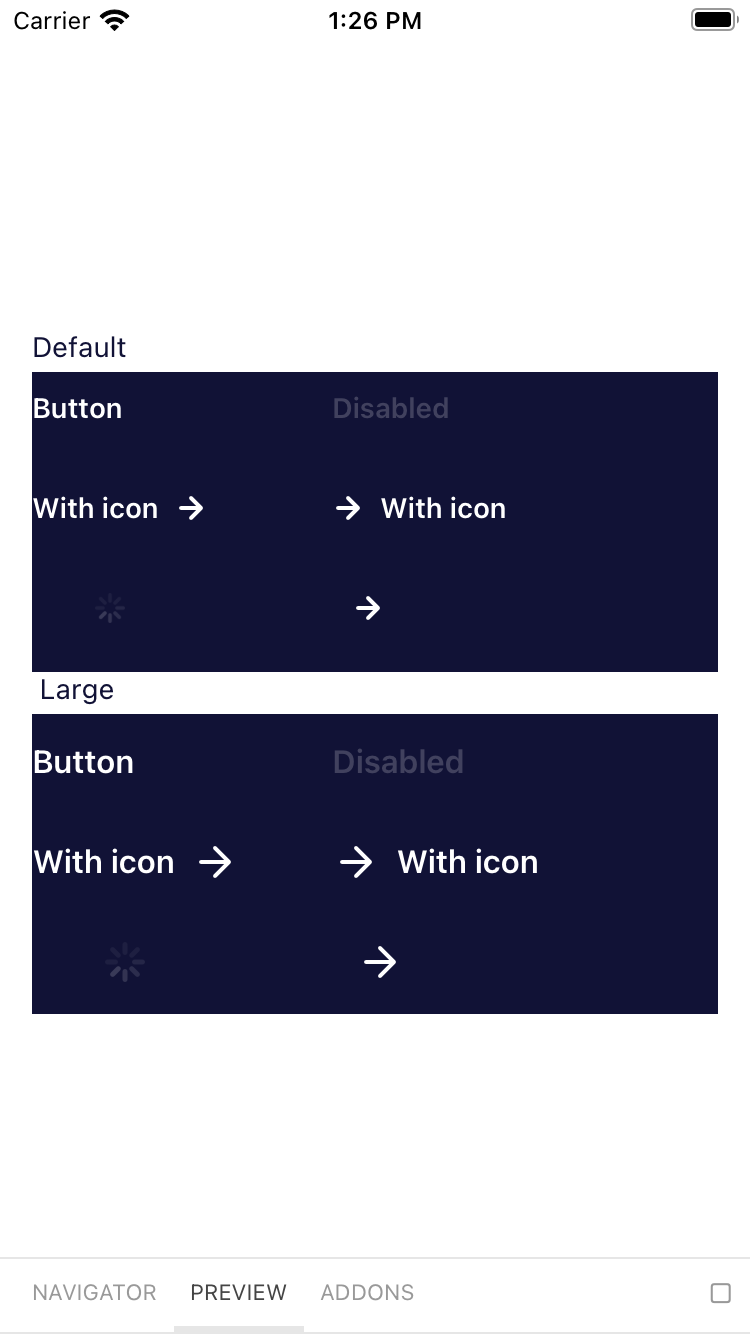 Carrier 1:26 PM
Default
Button Disabled
With icon With icon
Large
Button Disabled
With icon With icon
NAVIGATOR PREVIEW ADDONS